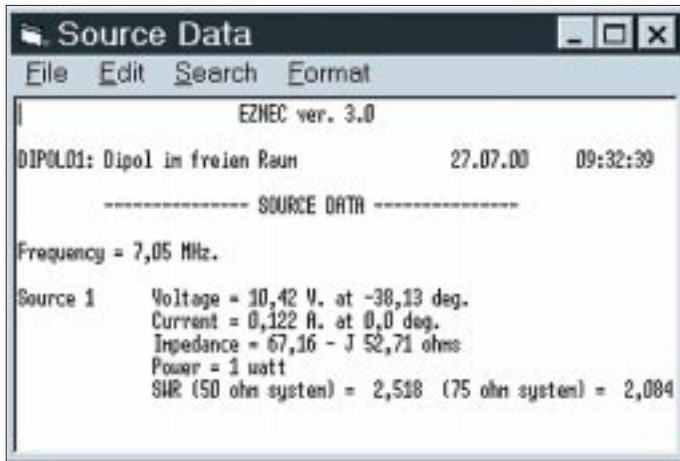 Source Data
File Edit Search Format
EZNEC ver. 3.0
DIPOLO1: Dipol im freien Raum 27.07.00 09:32:39
--------------- SOURCE DATA ---------------
Frequency = 7,05 MHz.
Source 1 Voltage = 10,42 V. at -38,13 deg.
Current = 0,122 A. at 0,0 deg.
Impedance = 67,16 - J 52,71 ohms
Power = 1 watt
SWR (50 ohm system) = 2,518 (75 ohm system) = 2,084